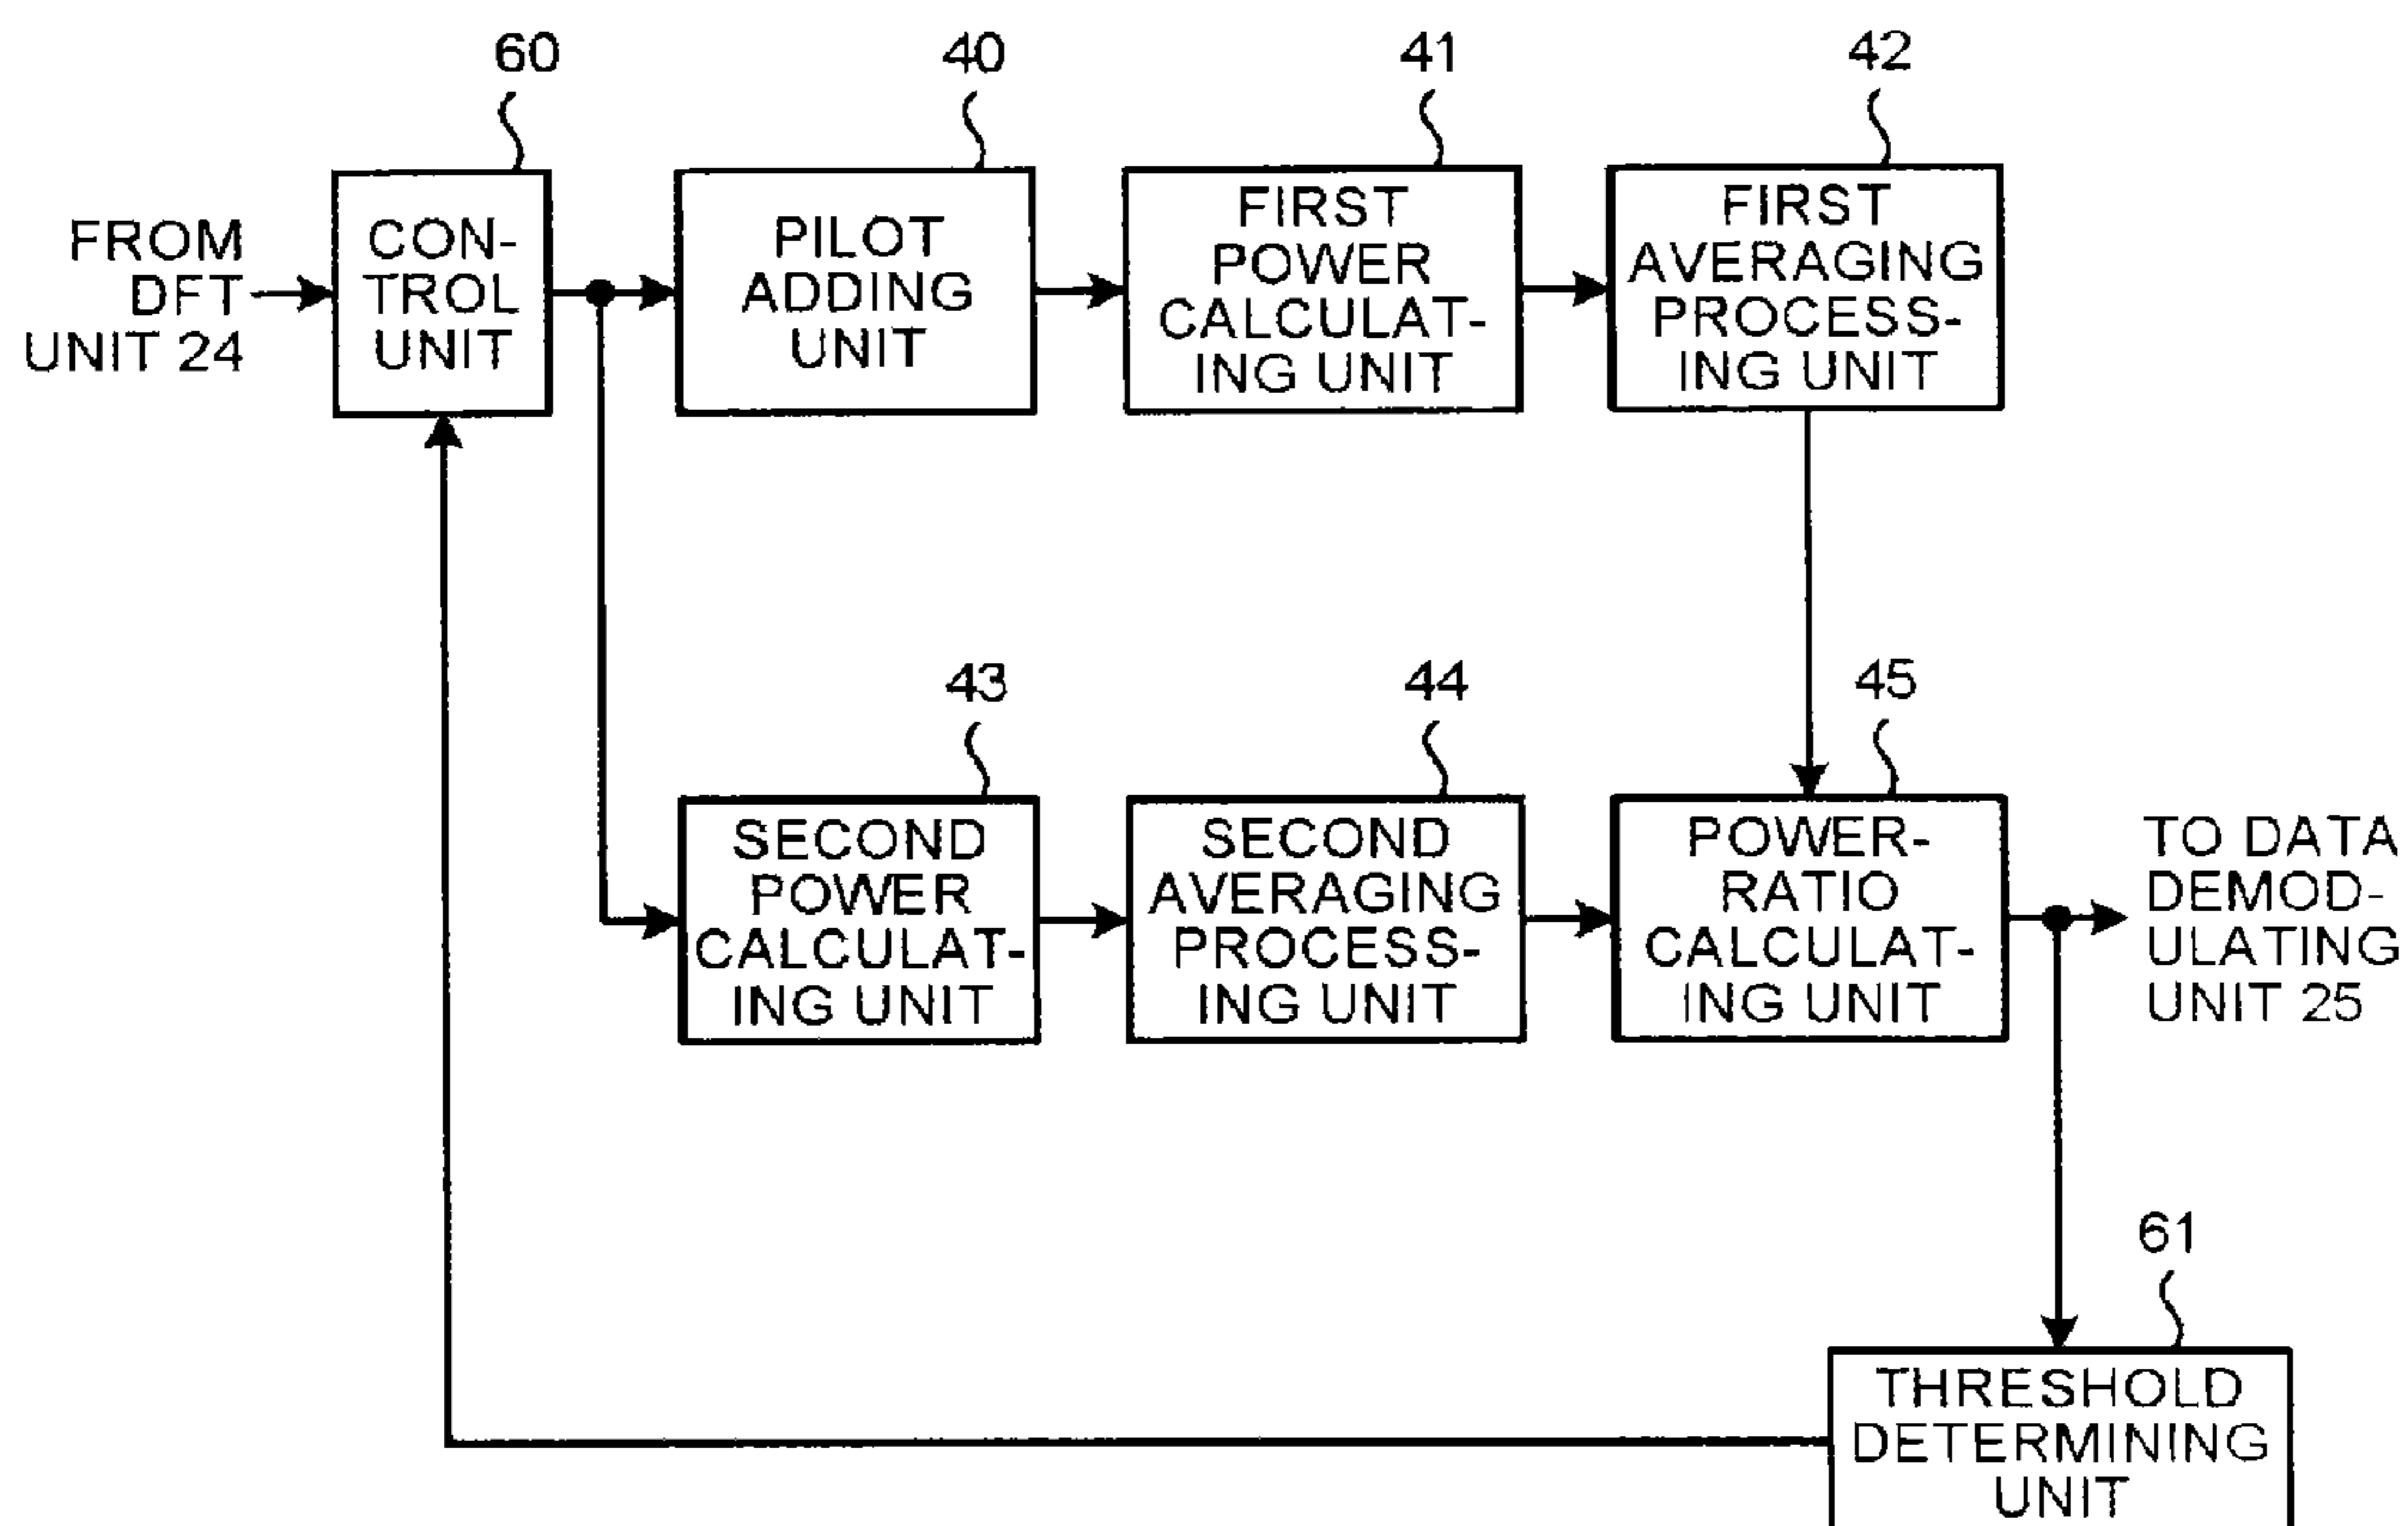 60
40
41
42
FROM
DFT
UNIT 24
CON-
TROL
UNIT
PILOT
ADDING
UNIT
FIRST
POWER
CALCULAT-
ING UNIT
FIRST
AVERAGING
PROCESS-
ING UNIT
43
44
45
SECOND
POWER
CALCULAT-
ING UNIT
SECOND
AVERAGING
PROCESS-
ING UNIT
POWER-
RATIO
CALCULAT-
ING UNIT
TO DATA
DEMOD-
ULATING
UNIT 25
61
THRESHOLD
DETERMINING
UNIT